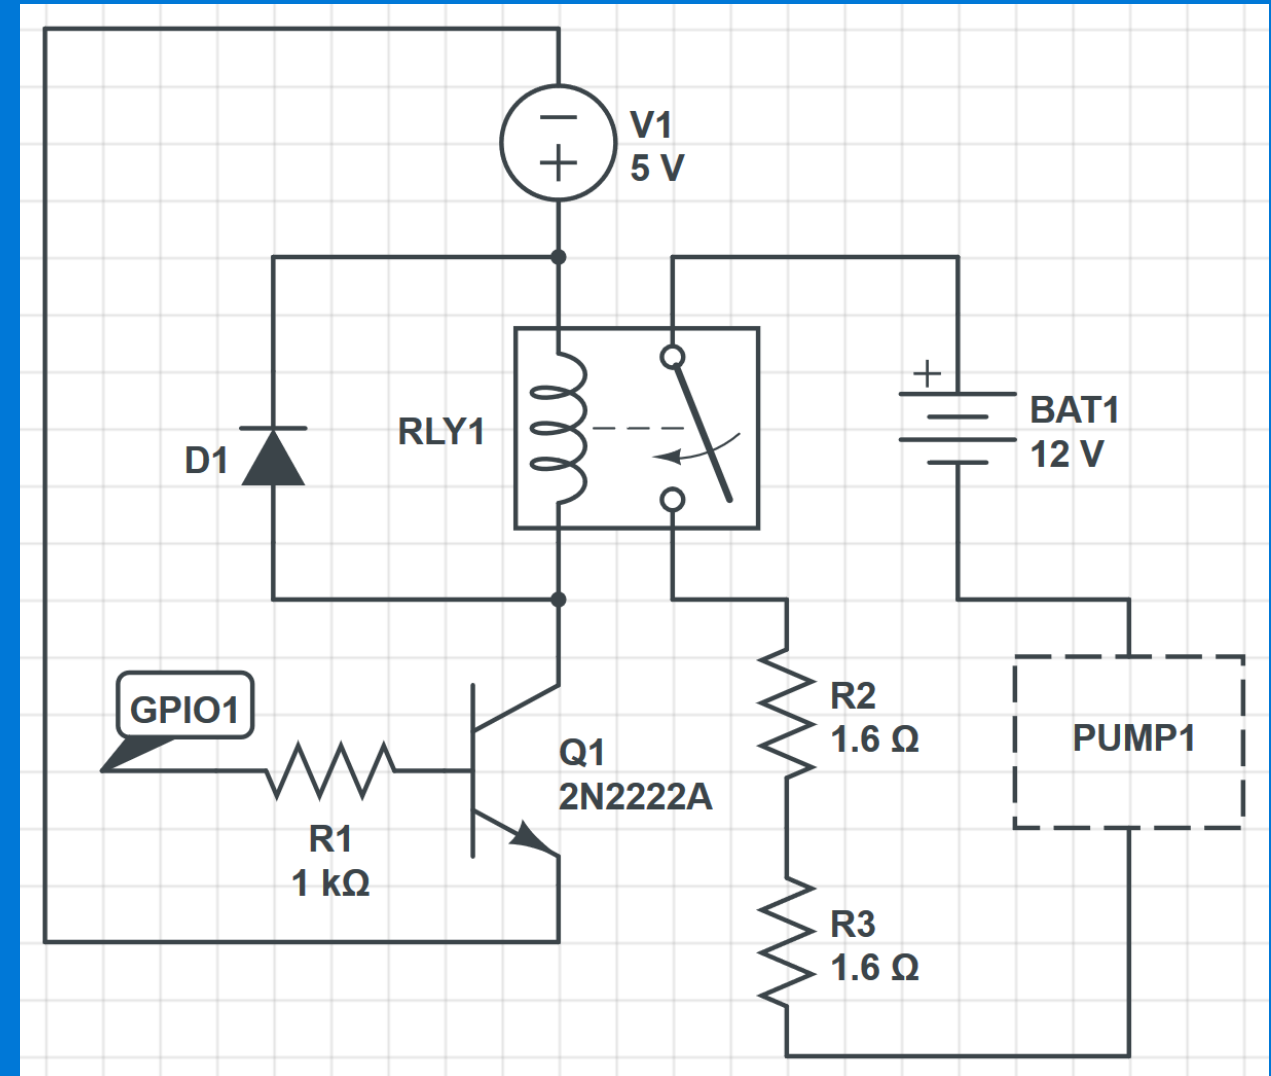 V1
5 V
RLY1
D1
BAT1
12 V
GPIO1
R1
1 kΩ
Q1
2N2222A
R2
1.6 Ω
PUMP1
R3
1.6 Ω